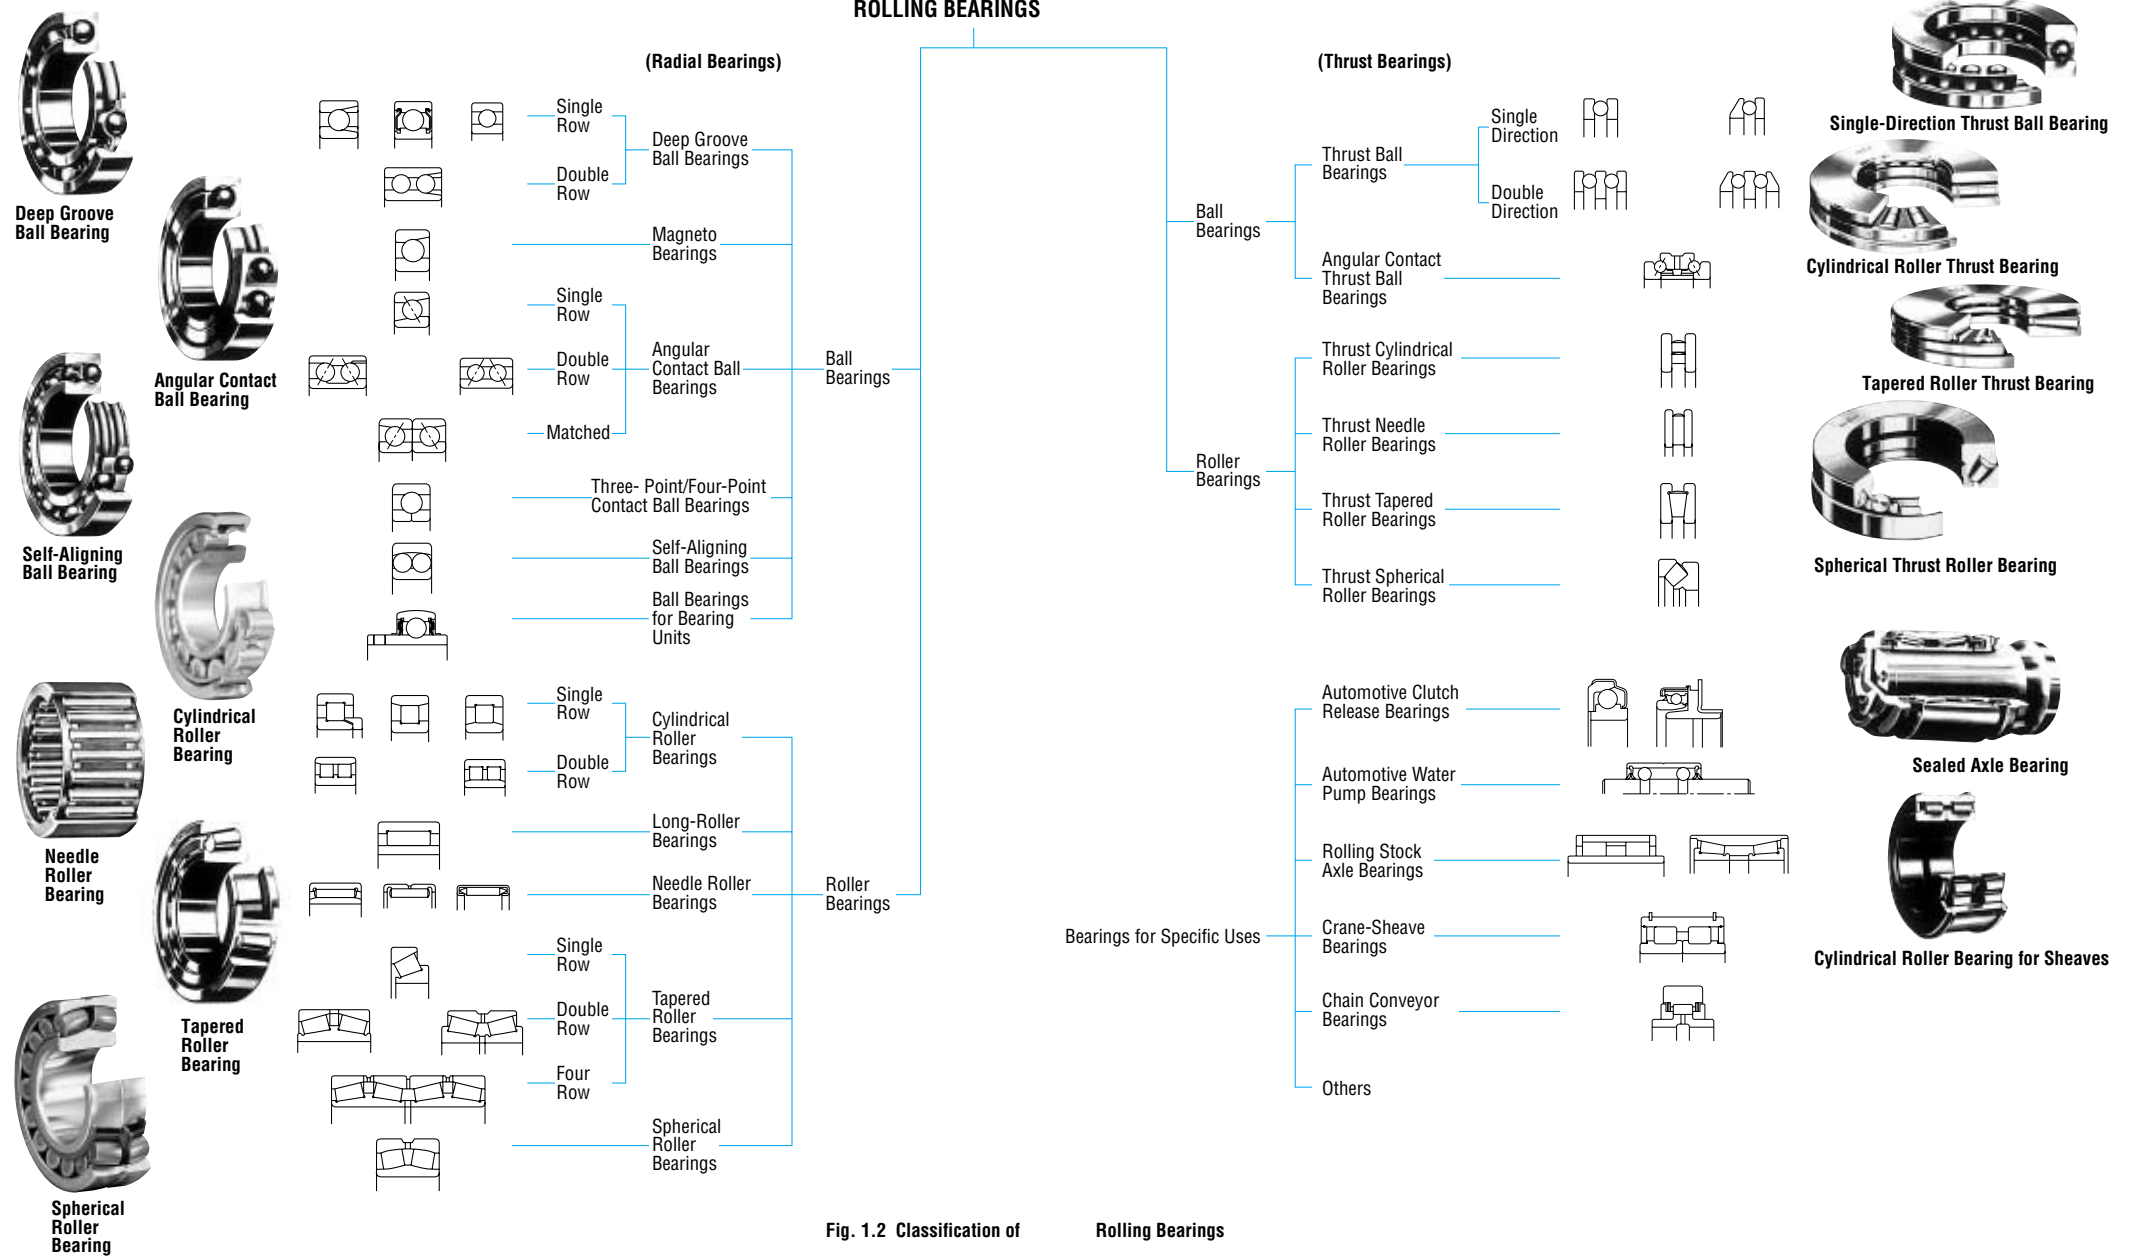 ROLLING BEARINGS
(Radial Bearings)
(Thrust Bearings)
Deep Groove
Ball Bearing
Angular Contact
Ball Bearing
Self-Aligning
Ball Bearing
Cylindrical
Roller
Bearing
Needle
Roller
Bearing
Tapered
Roller
Bearing
Spherical
Roller
Bearing
Single
Row
Double
Row
Deep Groove
Ball Bearings
Magneto
Bearings
Single
Row
Double
Row
Matched
Angular
Contact Ball
Bearings
Three- Point/Four-Point
Contact Ball Bearings
Self-Aligning
Ball Bearings
Ball Bearings
for Bearing
Units
Ball
Bearings
Single
Row
Double
Row
Cylindrical
Roller
Bearings
Long-Roller
Bearings
Needle Roller
Bearings
Roller
Bearings
Single
Row
Double
Row
Four
Row
Tapered
Roller
Bearings
Spherical
Roller
Bearings
Ball
Bearings
Thrust Ball
Bearings
Single
Direction
Double
Direction
Angular Contact
Thrust Ball
Bearings
Roller
Bearings
Thrust Cylindrical
Roller Bearings
Thrust Needle
Roller Bearings
Thrust Tapered
Roller Bearings
Thrust Spherical
Roller Bearings
Bearings for Specific Uses
Automotive Clutch
Release Bearings
Automotive Water
Pump Bearings
Rolling Stock
Axle Bearings
Crane-Sheave
Bearings
Chain Conveyor
Bearings
Others
Single-Direction Thrust Ball Bearing
Cylindrical Roller Thrust Bearing
Tapered Roller Thrust Bearing
Spherical Thrust Roller Bearing
Sealed Axle Bearing
Cylindrical Roller Bearing for Sheaves
Fig. 1.2 Classification of Rolling Bearings